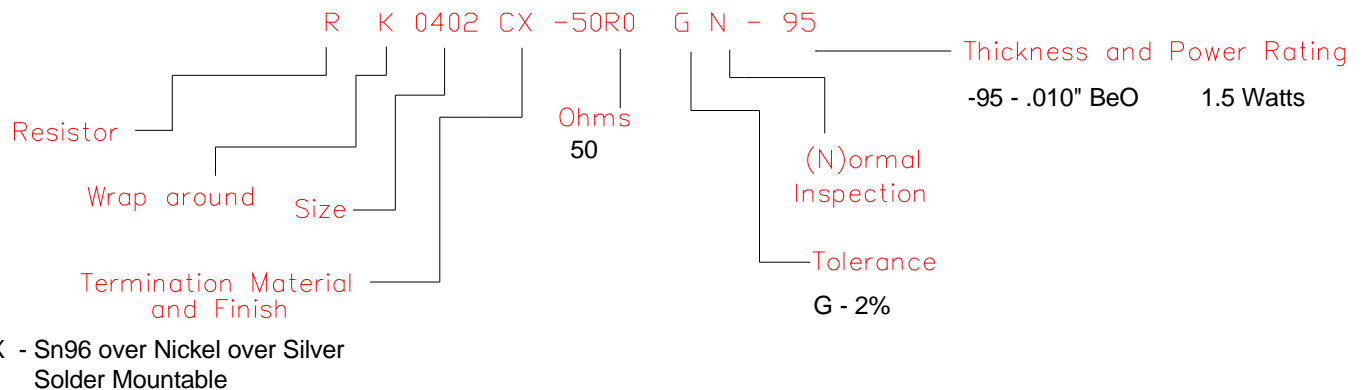 R K 0402 CX -50R0 G N - 95
Thickness and Power Rating
-95 - .010" BeO 1.5 Watts
Resistor
Ohms
50
(N)ormal
Inspection
Wrap around
Size
Tolerance
G - 2%
Termination Material
and Finish
X - Sn96 over Nickel over Silver
Solder Mountable